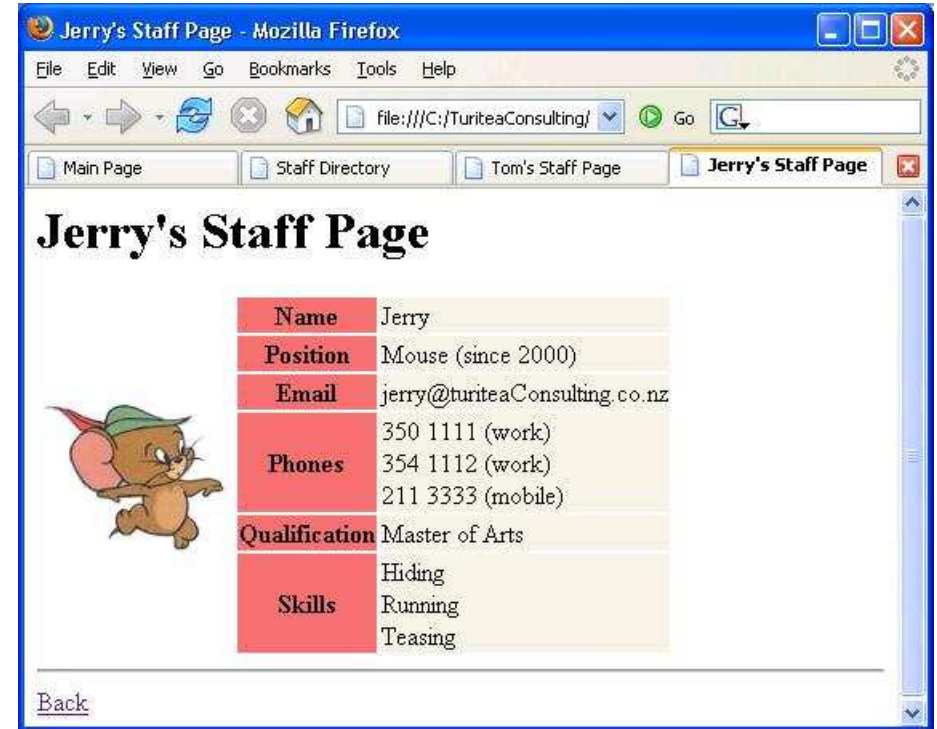 Jerry's Staff Page - Mozilla Firefox
File Edit View Go Bookmarks Tools Help
file:///C:/TuriteaConsulting/ Go G
Main Page Staff Directory Tom's Staff Page Jerry's Staff Page
Jerry's Staff Page
Name Jerry
Position Mouse (since 2000)
Email jerry@turiteaConsulting.co.nz
350 1111 (work)
Phones 354 1112 (work)
211 3333 (mobile)
Qualification Master of Arts
Hiding
Skills Running
Teasing
Back